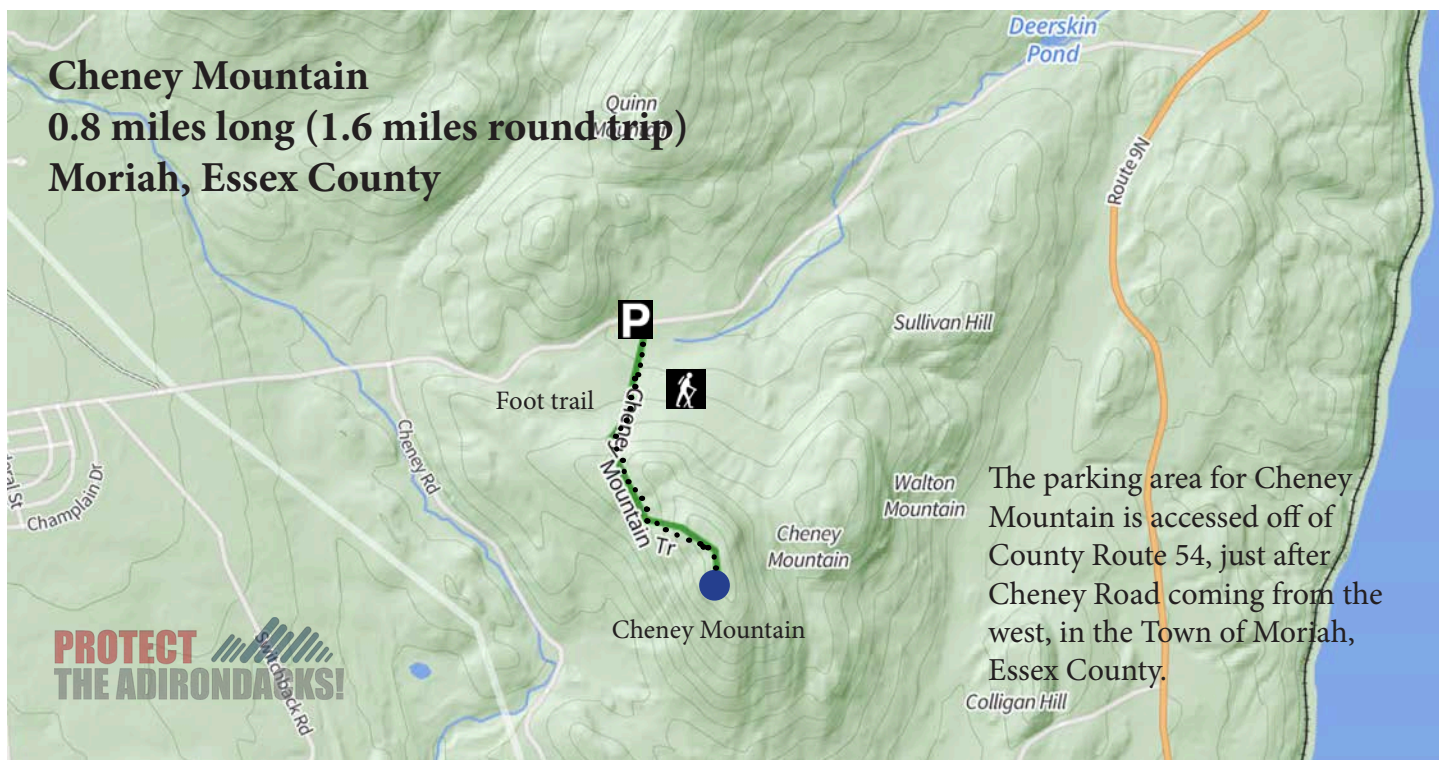 Cheney Mountain
0.8 miles long (1.6 miles round trip)
Moriah, Essex County
Deerskin
Pond
Quinn
Mountain
Route 9N
P
Sullivan Hill
Foot trail
Cheney Mountain Tr
Cheney Rd
Champlain Dr
Walton
Mountain
Cheney
Mountain
The parking area for Cheney
Mountain is accessed off of
County Route 54, just after
Cheney Road coming from the
west, in the Town of Moriah,
Essex County.
Cheney Mountain
PROTECT
THE ADIRONDACKS!
Switchback Rd
Colligan Hill